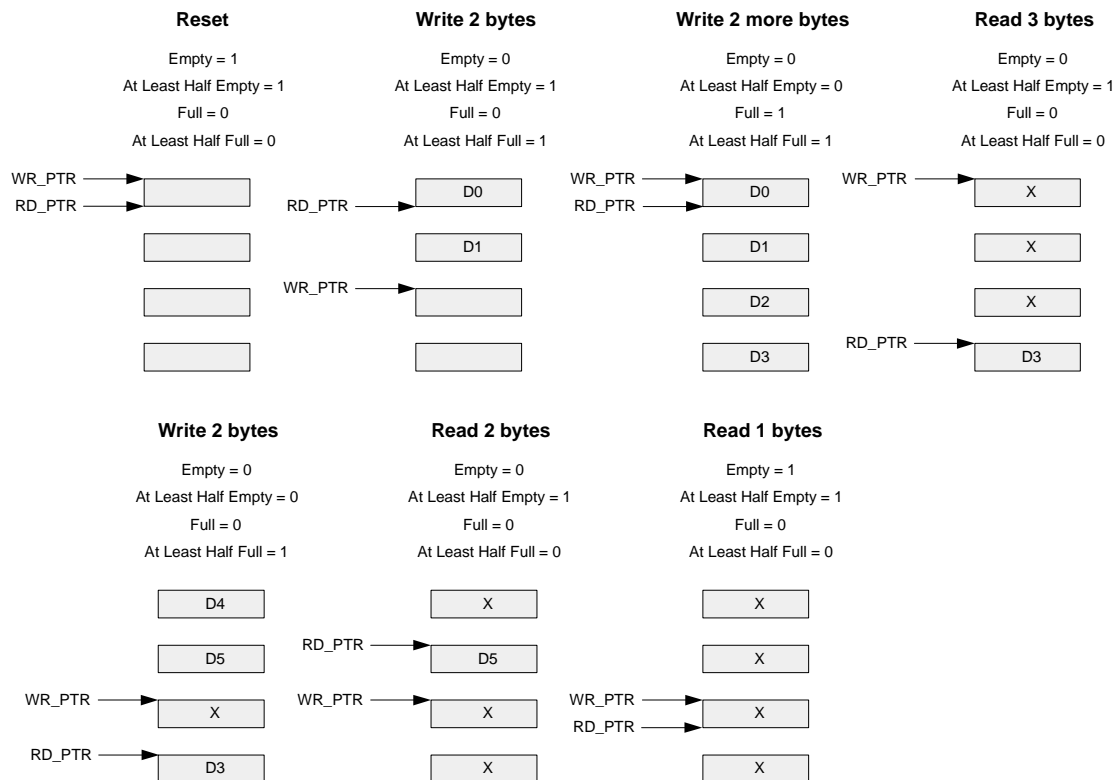 Reset
Empty = 1
At Least Half Empty = 1
Full = 0
At Least Half Full = 0
WR_PTR
RD_PTR
Write 2 bytes
Empty = 0
At Least Half Empty = 1
Full = 0
At Least Half Full = 1
D0
RD_PTR
D1
WR_PTR
Write 2 more bytes
Empty = 0
At Least Half Empty = 0
Full = 1
At Least Half Full = 1
WR_PTR
D0
RD_PTR
D1
D2
D3
Read 3 bytes
Empty = 0
At Least Half Empty = 1
Full = 0
At Least Half Full = 0
WR_PTR
X
X
X
RD_PTR
D3
Write 2 bytes
Empty = 0
At Least Half Empty = 0
Full = 0
At Least Half Full = 1
D4
D5
WR_PTR
X
RD_PTR
D3
Read 2 bytes
Empty = 0
At Least Half Empty = 1
Full = 0
At Least Half Full = 0
X
RD_PTR
D5
WR_PTR
X
X
Read 1 bytes
Empty = 1
At Least Half Empty = 1
Full = 0
At Least Half Full = 0
X
X
WR_PTR
X
RD_PTR
X